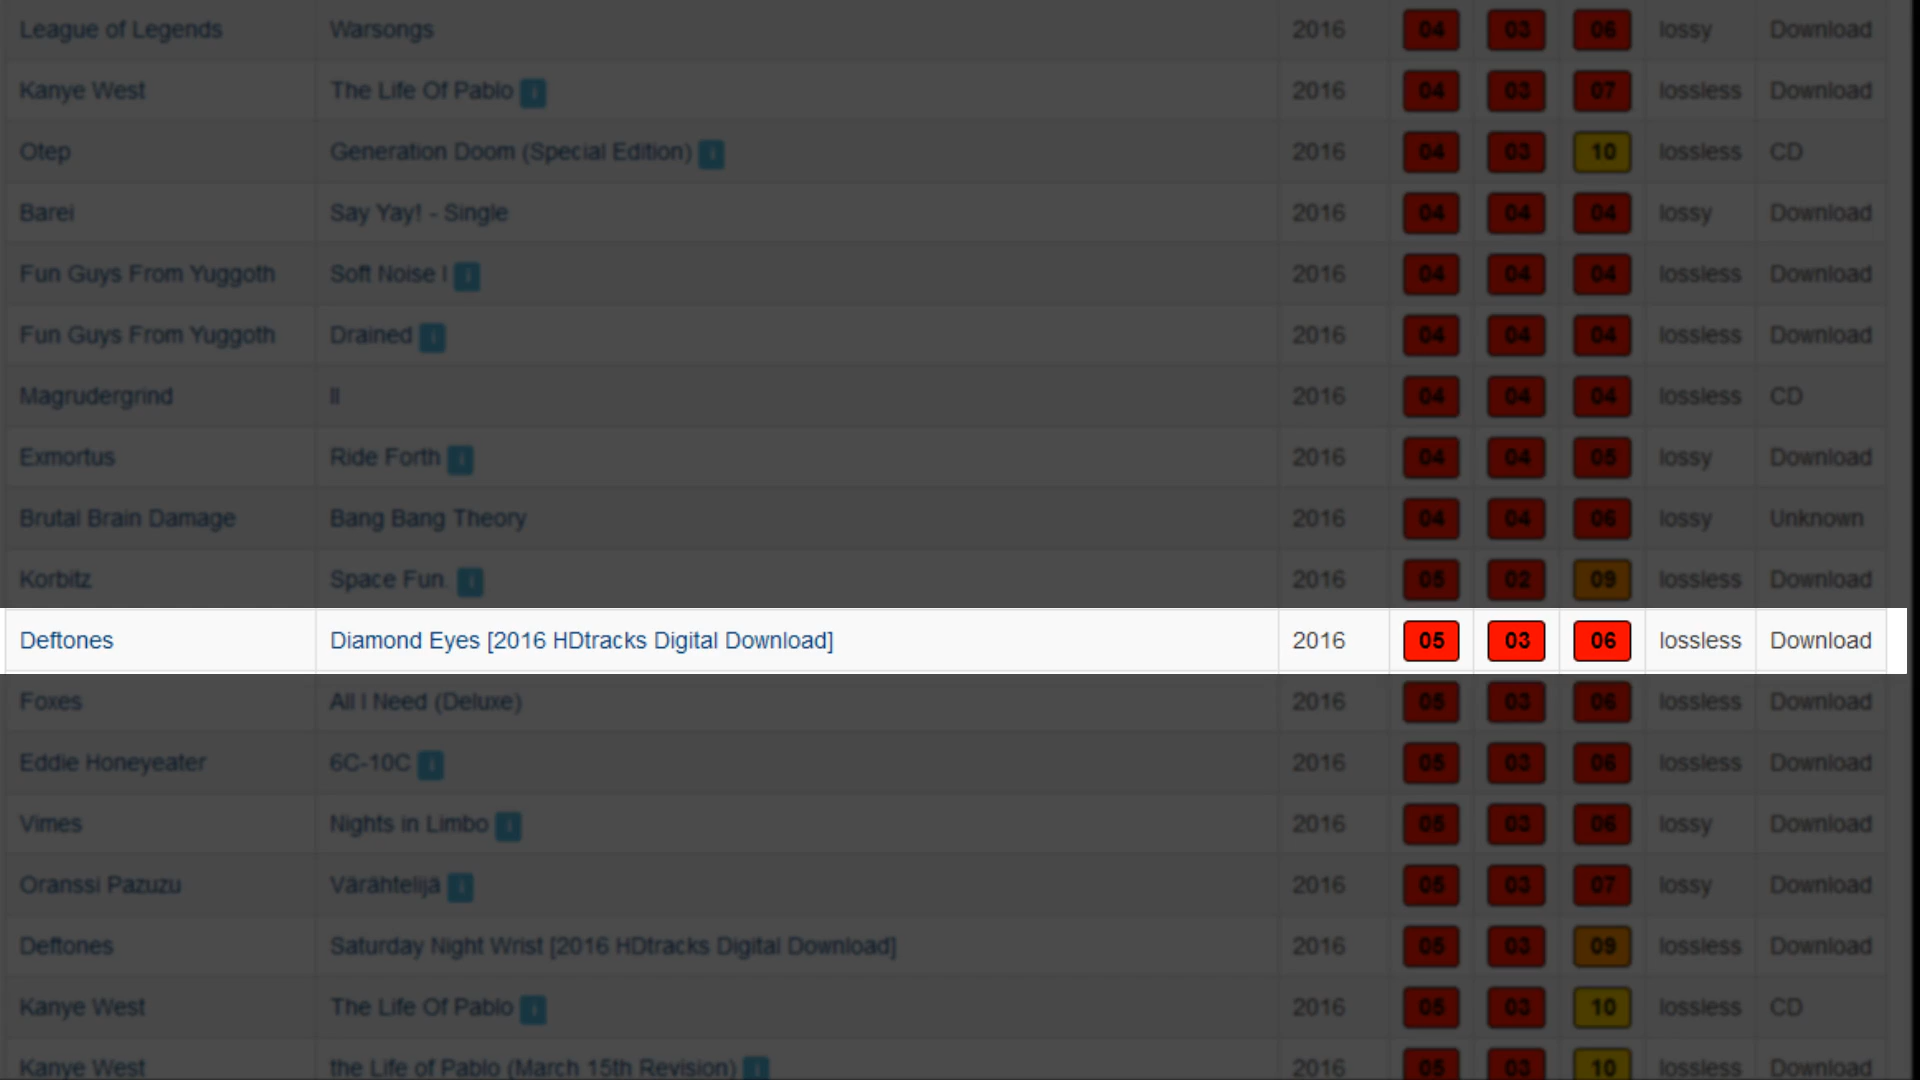 League of Legends Warsongs 2016 04 03 06 lossy Download
Kanye West The Life Of Pablo i 2016 04 03 07 lossless Download
Otep Generation Doom (Special Edition) i 2016 04 03 10 lossless CD
Barei Say Yay! - Single 2016 04 04 04 lossy Download
Fun Guys From Yuggoth Soft Noise I i 2016 04 04 04 lossless Download
Fun Guys From Yuggoth Drained i 2016 04 04 04 lossless Download
Magrudergrind II 2016 04 04 04 lossless CD
Exmortus Ride Forth i 2016 04 04 05 lossy Download
Brutal Brain Damage Bang Bang Theory 2016 04 04 06 lossy Unknown
Korbitz Space Fun. i 2016 05 02 09 lossless Download
Deftones Diamond Eyes [2016 HDtracks Digital Download] 2016 05 03 06 lossless Download
Foxes All I Need (Deluxe) 2016 05 03 06 lossless Download
Eddie Honeyeater 6C-10C i 2016 05 03 06 lossless Download
Vimes Nights in Limbo i 2016 05 03 06 lossy Download
Oranssi Pazuzu Värähtelijä i 2016 05 03 07 lossy Download
Deftones Saturday Night Wrist [2016 HDtracks Digital Download] 2016 05 03 09 lossless Download
Kanye West The Life Of Pablo i 2016 05 03 10 lossless CD
Kanye West the Life of Pablo (March 15th Revision) i 2016 05 03 10 lossless Download